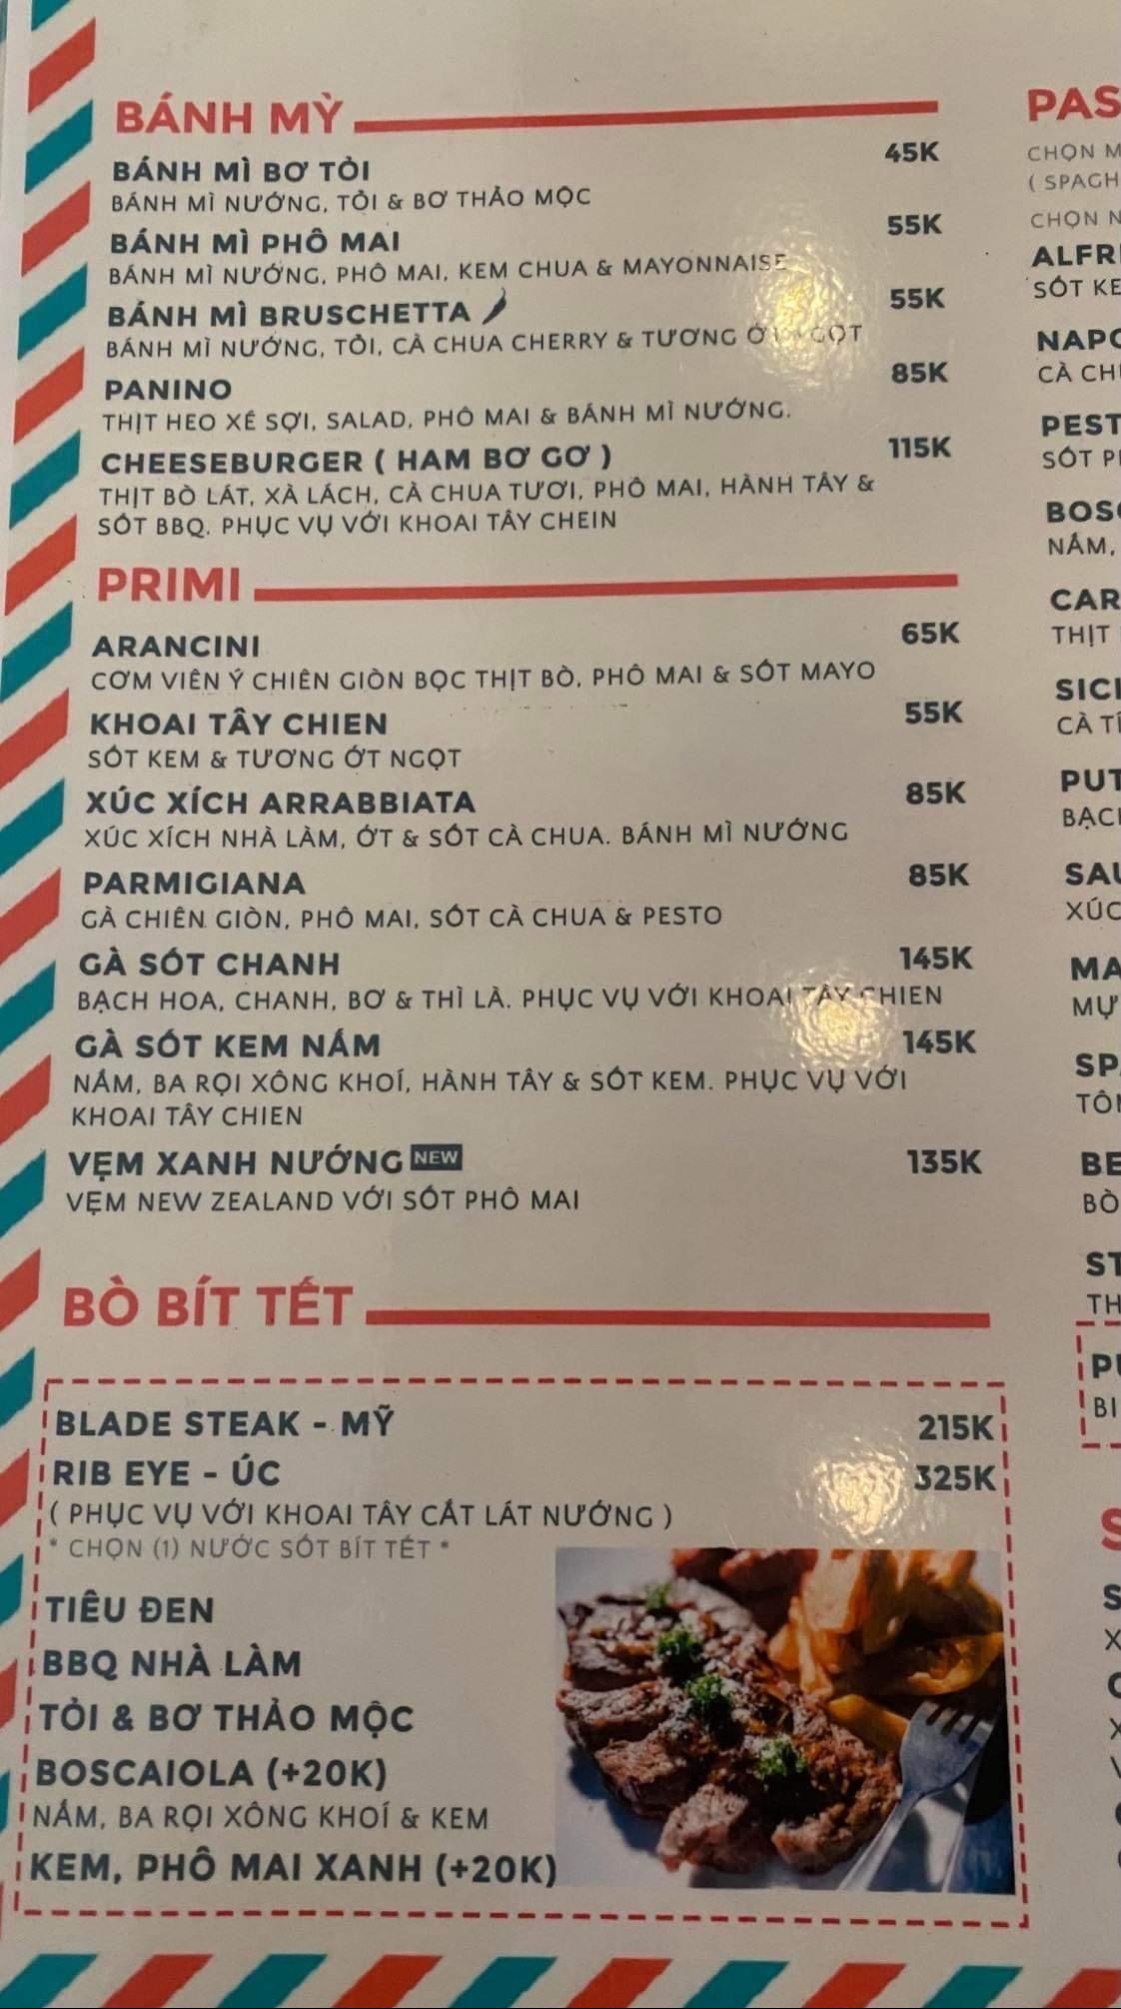 BÁNH MỲ
BÁNH MÌ BƠ TỎI 45K
BÁNH MÌ NƯỚNG, TỎI & BƠ THẢO MỘC
BÁNH MÌ PHÔ MAI 55K
BÁNH MÌ NƯỚNG, PHÔ MAI, KEM CHUA & MAYONNAISE
BÁNH MÌ BRUSCHETTA 55K
BÁNH MÌ NƯỚNG, TỎI, CÀ CHUA CHERRY & TƯƠNG ỚT NGỌT
PANINO 85K
THỊT HEO XÉ SỢI, SALAD, PHÔ MAI & BÁNH MÌ NƯỚNG.
CHEESEBURGER ( HAM BƠ GƠ ) 115K
THỊT BÒ LÁT, XÀ LÁCH, CÀ CHUA TƯƠI, PHÔ MAI, HÀNH TÂY &
SỐT BBQ. PHỤC VỤ VỚI KHOAI TÂY CHEIN
PRIMI
ARANCINI 65K
CƠM VIÊN Ý CHIÊN GIÒN BỌC THỊT BÒ, PHÔ MAI & SỐT MAYO
KHOAI TÂY CHIEN 55K
SỐT KEM & TƯƠNG ỚT NGỌT
XÚC XÍCH ARRABBIATA 85K
XÚC XÍCH NHÀ LÀM, ỚT & SỐT CÀ CHUA. BÁNH MÌ NƯỚNG
PARMIGIANA 85K
GÀ CHIÊN GIÒN, PHÔ MAI, SỐT CÀ CHUA & PESTO
GÀ SỐT CHANH 145K
BẠCH HOA, CHANH, BƠ & THÌ LÀ. PHỤC VỤ VỚI KHOAI TÂY CHIEN
GÀ SỐT KEM NẤM 145K
NẤM, BA RỌI XÔNG KHOÍ, HÀNH TÂY & SỐT KEM. PHỤC VỤ VỚI
KHOAI TÂY CHIEN
VẸM XANH NƯỚNG NEW 135K
VẸM NEW ZEALAND VỚI SỐT PHÔ MAI
BÒ BÍT TẾT
BLADE STEAK - MỸ 215K
RIB EYE - ÚC 325K
( PHỤC VỤ VỚI KHOAI TÂY CẮT LÁT NƯỚNG )
* CHỌN (1) NƯỚC SỐT BÍT TẾT *
TIÊU ĐEN
BBQ NHÀ LÀM
TỎI & BƠ THẢO MỘC
BOSCAIOLA (+20K)
NẤM, BA RỌI XÔNG KHOÍ & KEM
KEM, PHÔ MAI XANH (+20K)
PAS
CHỌN M
( SPAGH
CHỌN N
ALFR
SỐT KE
NAPO
CÀ CHU
PEST
SỐT P
BOSC
NẤM,
CAR
THỊT
SICI
CÀ TÍ
PUT
BẠCH
SAU
XÚC
MA
MỰ
SPA
TÔM
BE
BÒ
ST
TH
PU
BI
S
S
X